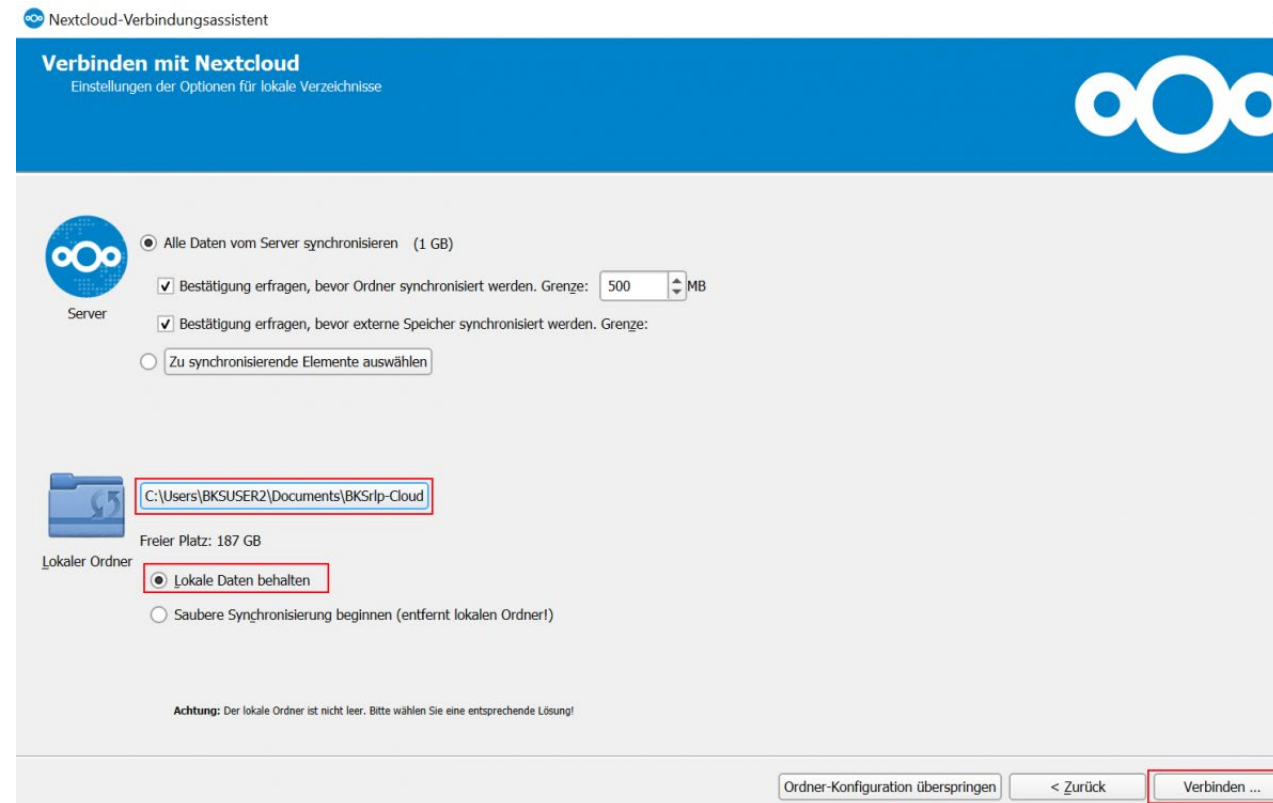 Nextcloud-Verbindungsassistent
Verbinden mit Nextcloud
Einstellungen der Optionen für lokale Verzeichnisse
Alle Daten vom Server synchronisieren (1 GB)
Bestätigung erfragen, bevor Ordner synchronisiert werden. Grenze: 500 MB
Server
Bestätigung erfragen, bevor externe Speicher synchronisiert werden. Grenze:
Zu synchronisierende Elemente auswählen
C:\Users\BKSUSER2\Documents\BKSrlp-Cloud
Freier Platz: 187 GB
Lokaler Ordner
Lokale Daten behalten
Saubere Synchronisierung beginnen (entfernt lokalen Ordner!)
Achtung: Der lokale Ordner ist nicht leer. Bitte wählen Sie eine entsprechende Lösung!
Ordner-Konfiguration überspringen < Zurück Verbinden ...